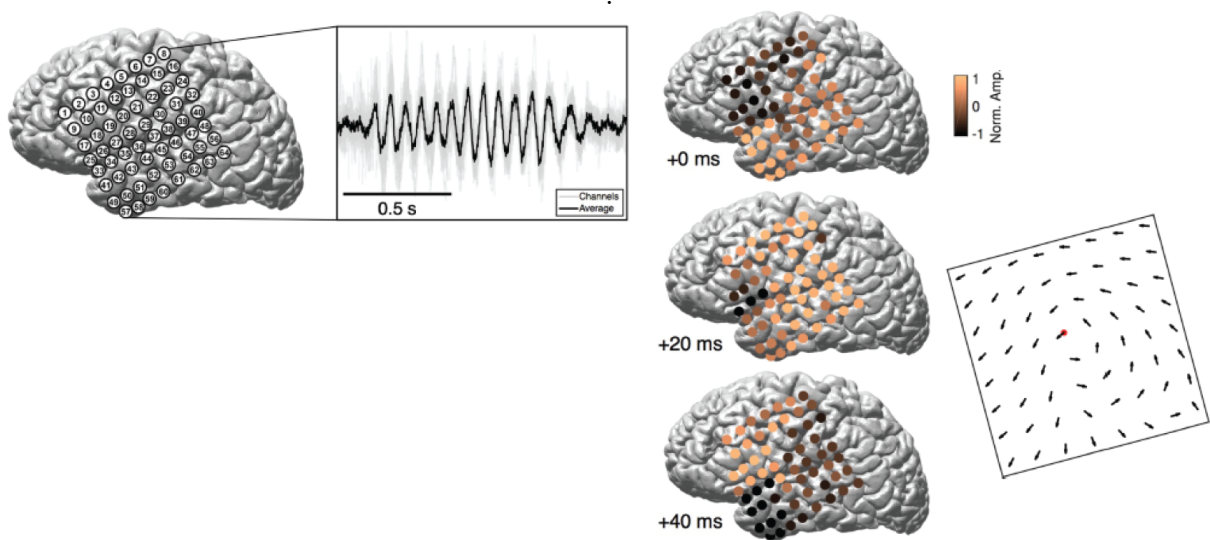 1 2 3 4 5 6 7 8
9 10 11 12 13 14 15 16
17 18 19 20 21 22 23 24
25 26 27 28 29 30 31 32
33 34 35 36 37 38 39 40
41 42 43 44 45 46 47 48
49 50 51 52 53 54 55 56
57 58 59 60 61 62 63 64
0.5 s
Channels
Average
+0 ms
1
0
-1
Norm. Amp.
+20 ms
+40 ms